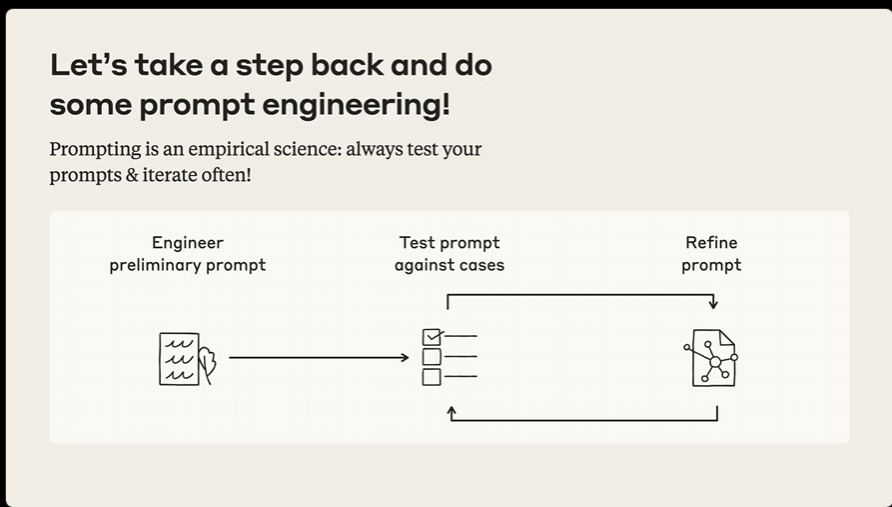 Let's take a step back and do
some prompt engineering!
Prompting is an empirical science: always test your
prompts & iterate often!
Engineer
preliminary prompt
Test prompt
against cases
Refine
prompt